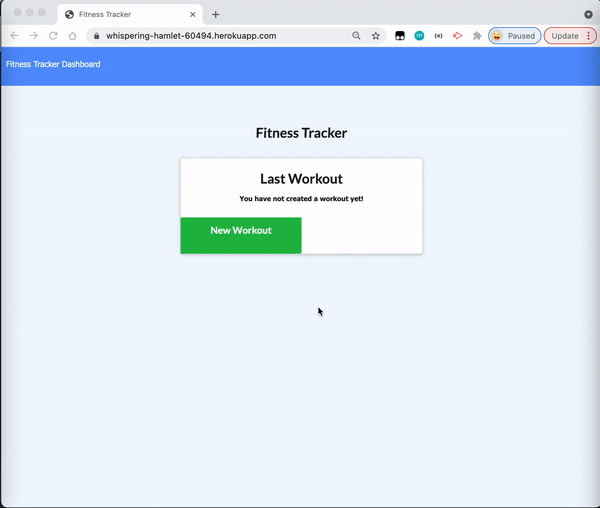 Fitness Tracker
whispering-hamlet-60494.herokuapp.com
Paused
Update
Fitness Tracker Dashboard
Fitness Tracker
Last Workout
You have not created a workout yet!
New Workout